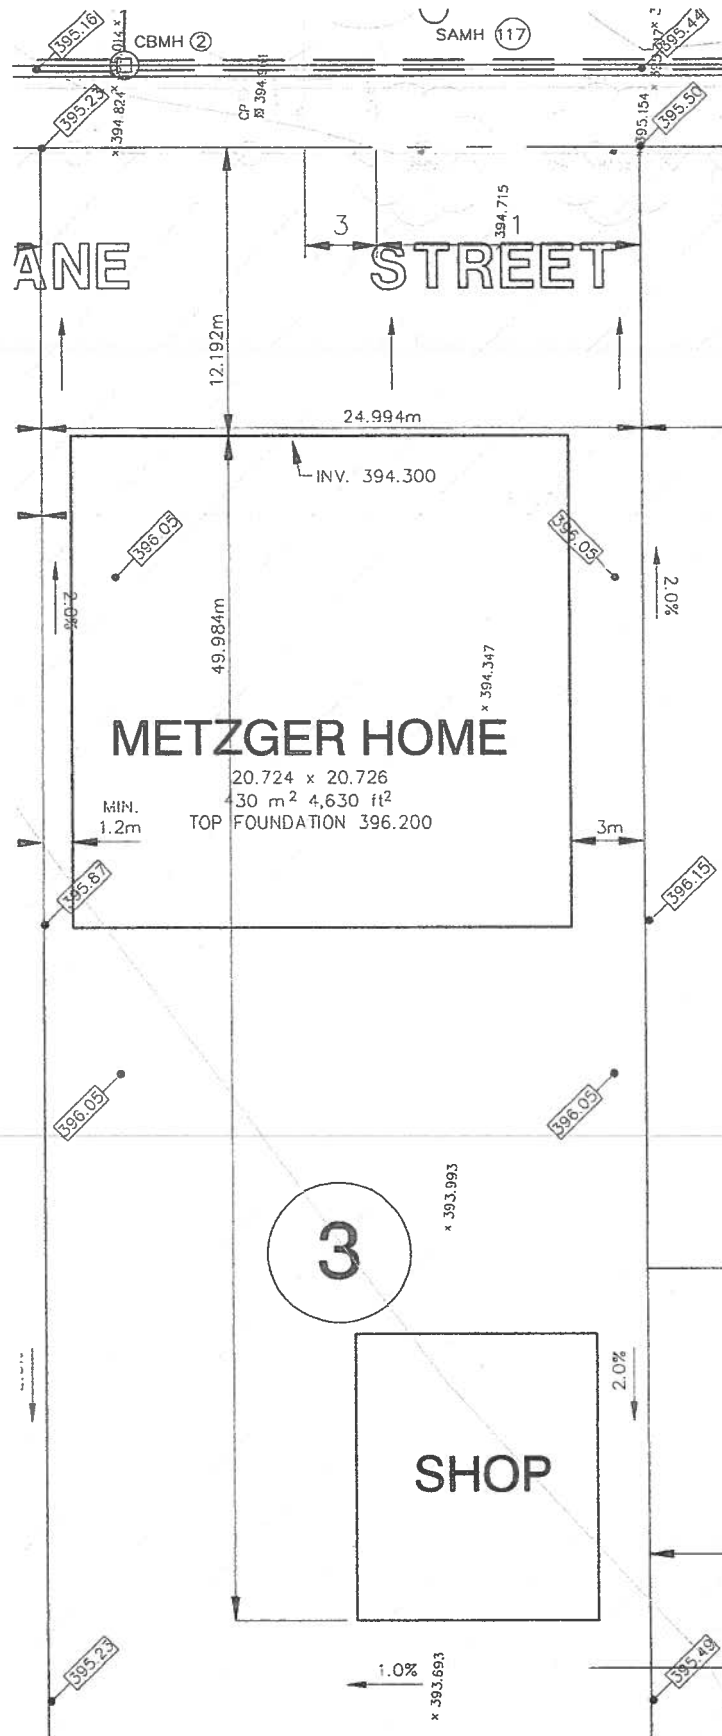 395.16
CBMH 2
SAMH 117
395.44
395.23
× 394.824
CP
395.154
395.50
3
394.715
1
ANE STREET
12.192m
24.994m
INV. 394.300
396.05
396.05
2.0%
2.0%
49.984m
× 394.347
METZGER HOME
20.724 x 20.726
430 m² 4,630 ft²
TOP FOUNDATION 396.200
MIN.
1.2m
3m
395.87
396.15
396.05
396.05
× 393.993
3
2.0%
SHOP
395.23
1.0%
× 393.693
395.49